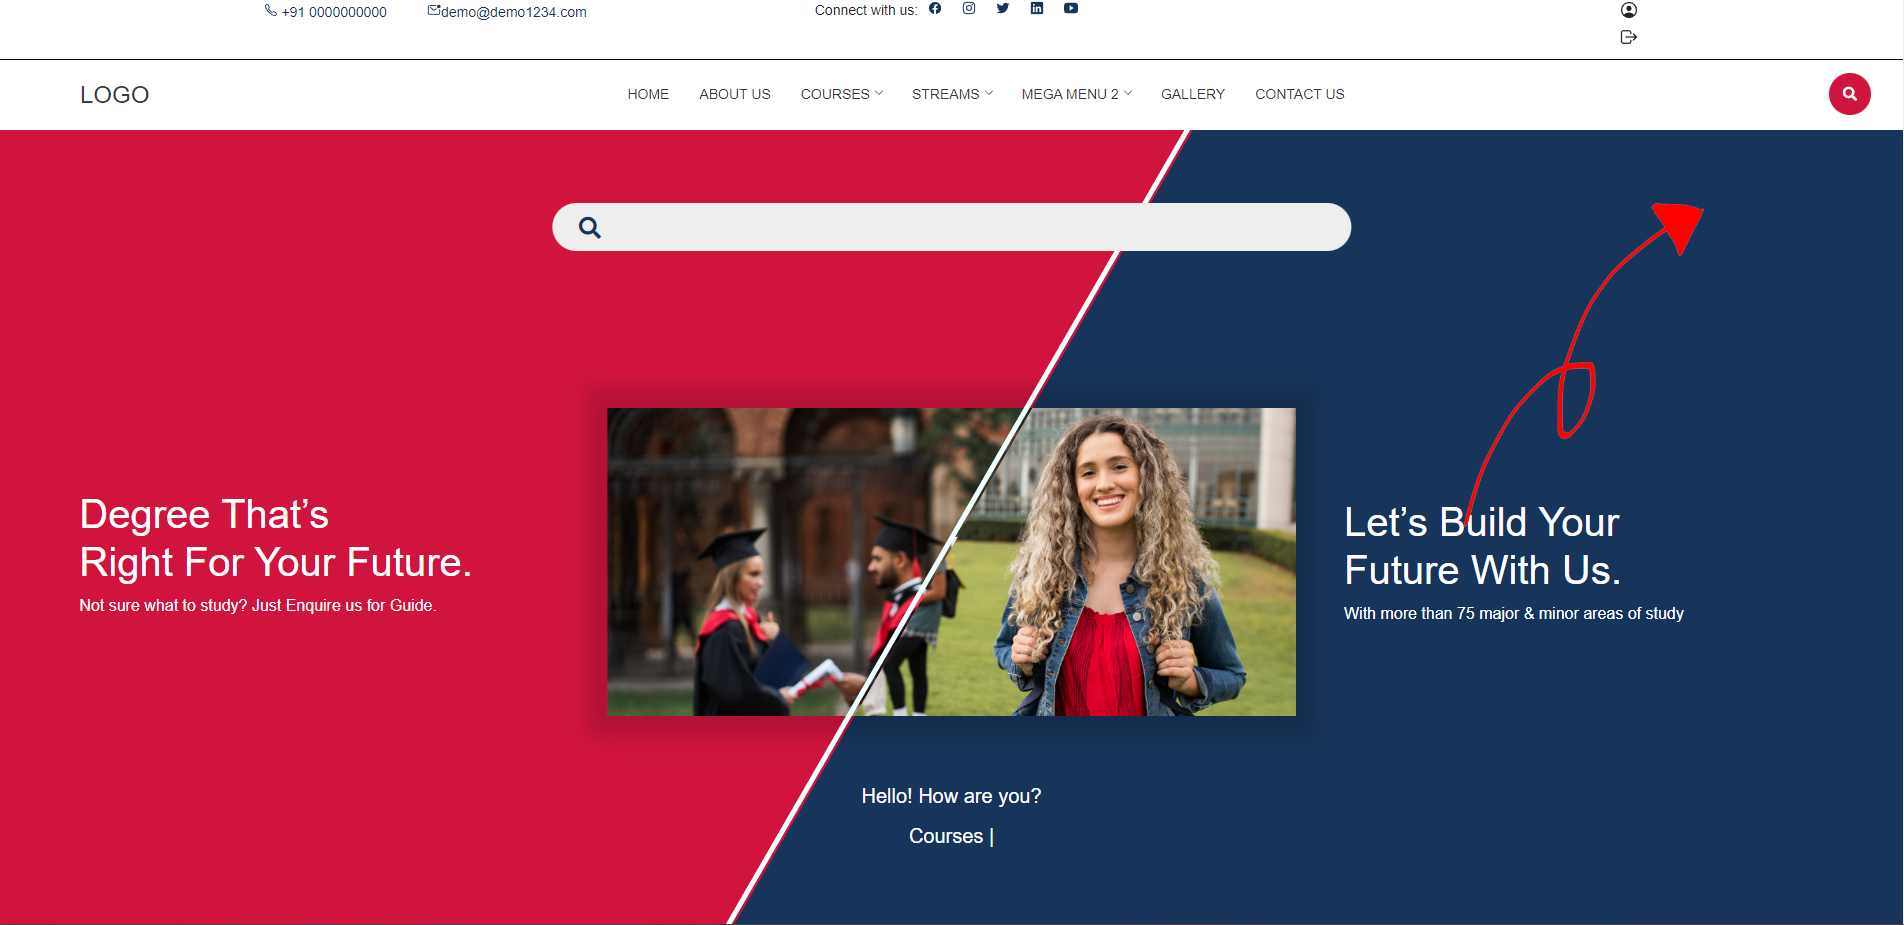 +91 0000000000 demo@demo1234.com Connect with us:
LOGO HOME ABOUT US COURSES STREAMS MEGA MENU 2 GALLERY CONTACT US
Degree That’s
Right For Your Future.
Not sure what to study? Just Enquire us for Guide.
Let’s Build Your
Future With Us.
With more than 75 major & minor areas of study
Hello! How are you?
Courses |